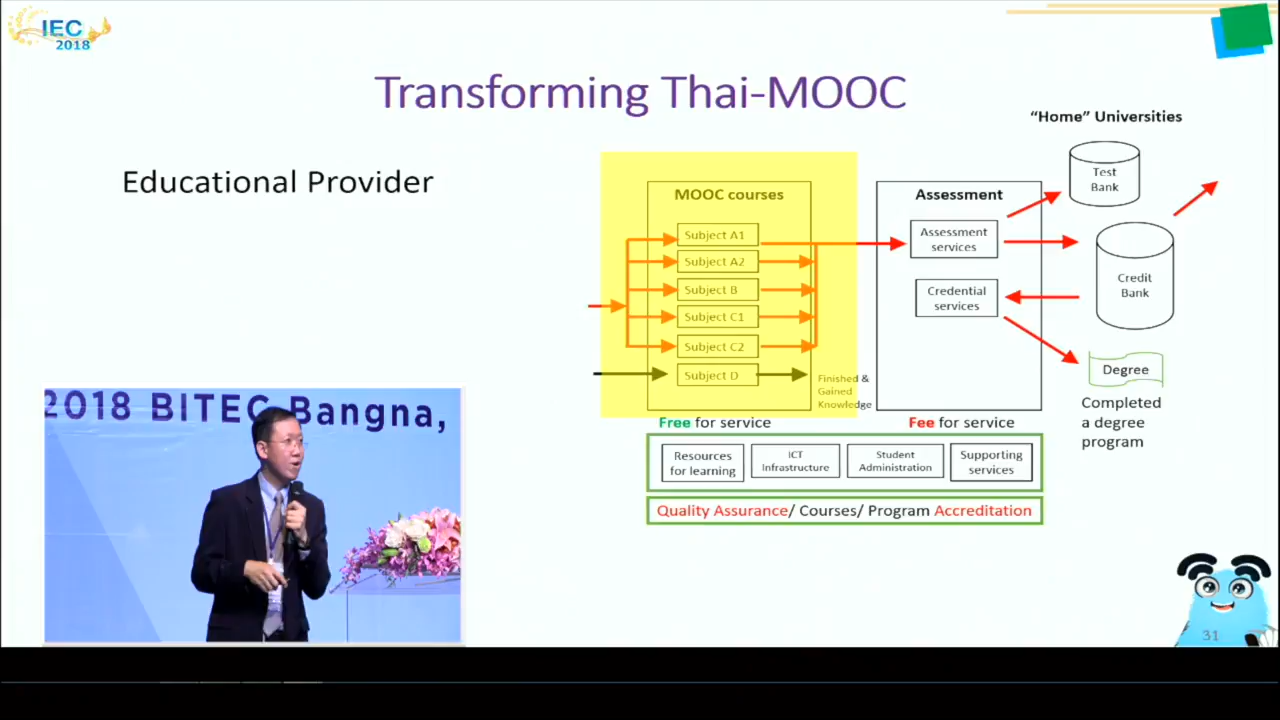 IEC
2018
Transforming Thai-MOOC
Educational Provider
"Home" Universities
MOOC courses
Subject A1
Subject A2
Subject B
Subject C1
Subject C2
Subject D
Finished &
Gained
Knowledge
Assessment
Assessment
services
Credential
services
Test
Bank
Credit
Bank
Degree
Completed
a degree
program
Free for service
Fee for service
Resources
for learning
ICT
Infrastructure
Student
Administration
Supporting
services
Quality Assurance/ Courses/ Program Accreditation
2018 BITEC Bangna,
31